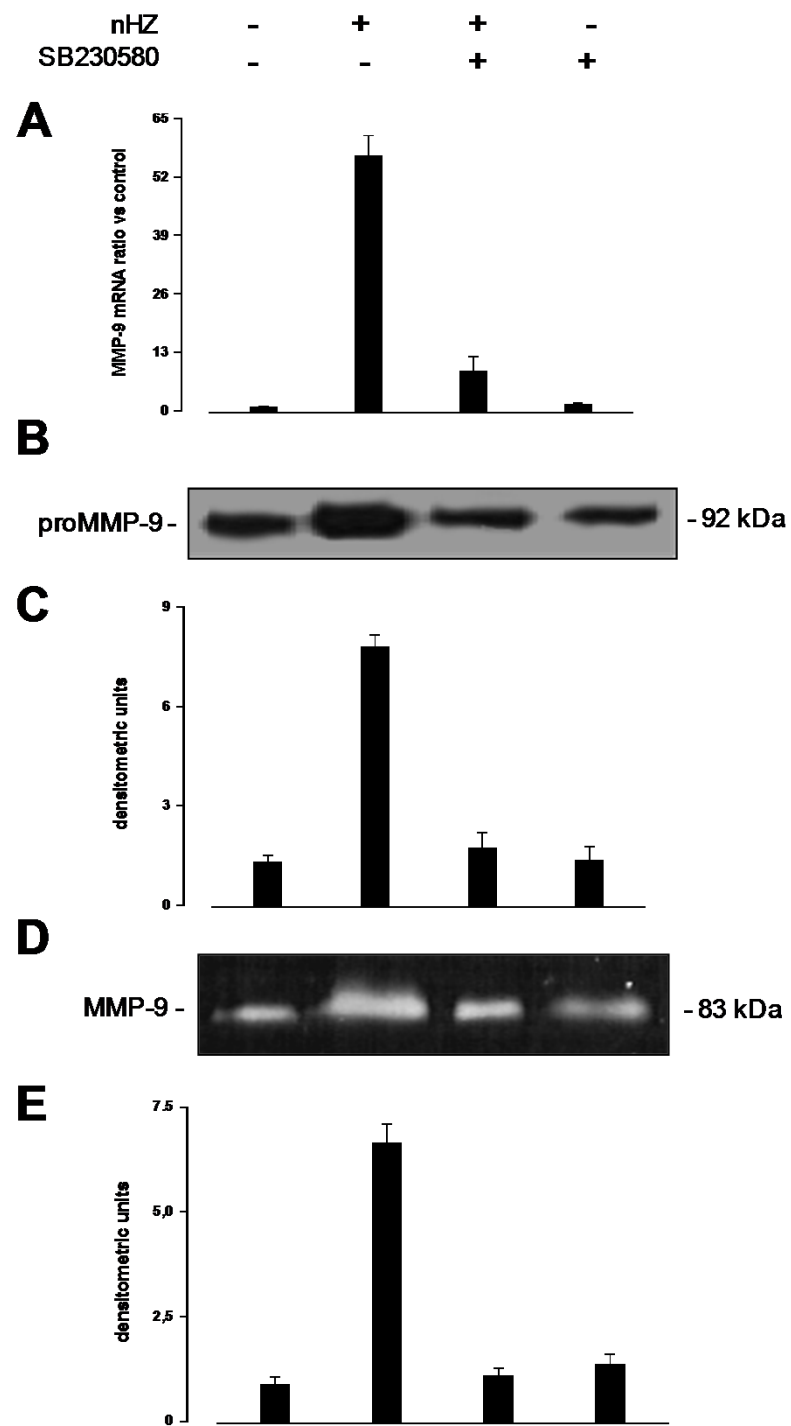 nHZ - + + -
SB230580 - - + +
A
65
52
39
26
13
0
MMP-9 mRNA ratio vs control
B
proMMP-9 - - 92 kDa
C
9
6
3
0
densitometric units
D
MMP-9 - - 83 kDa
E
7.5
5,0
2,5
0
densitometric units